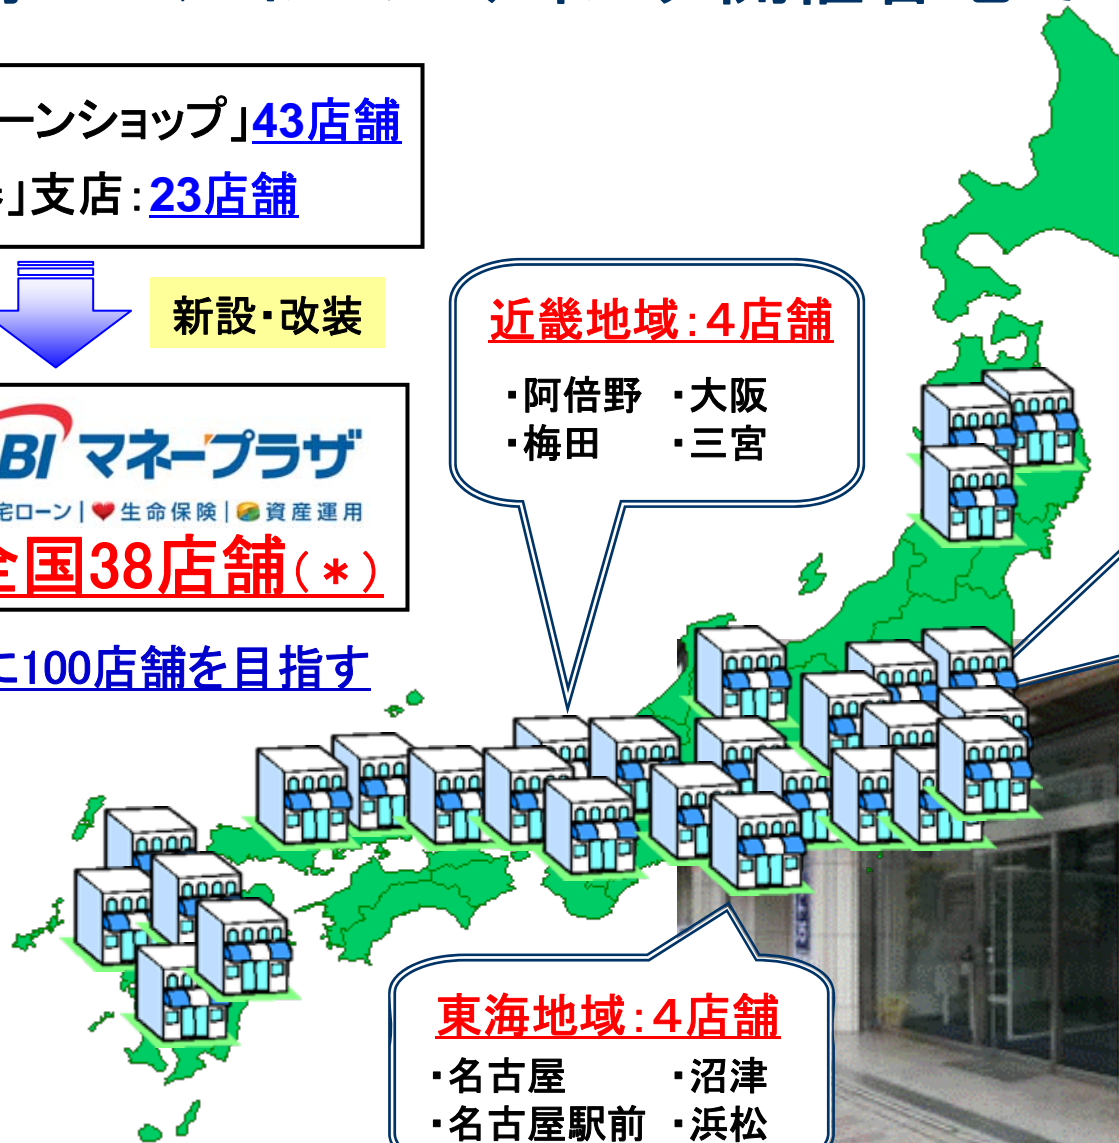 ーンショップ」43店舗
」支店：23店舗
新設・改装
BI マネープラザ
宅ローン|生命保険|資産運用
全国38店舗(＊)
に100店舗を目指す
近畿地域：４店舗
・阿倍野 ・大阪
・梅田 ・三宮
東海地域：４店舗
・名古屋 ・沼津
・名古屋駅前 ・浜松